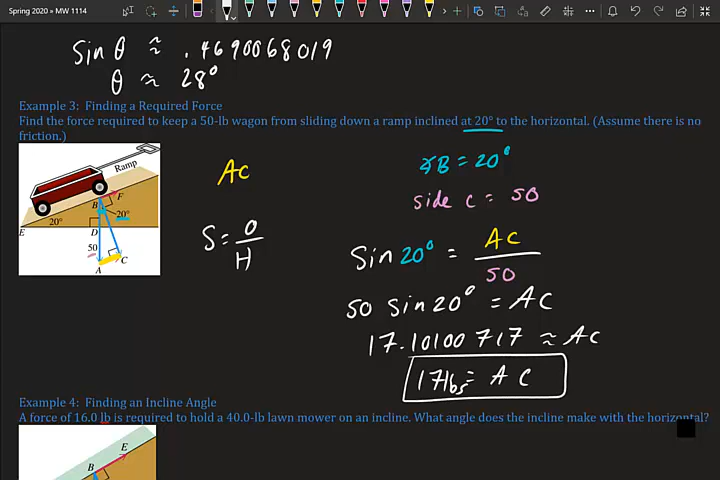 Spring 2020 » MW 1114
Sin θ ≈ .4690068019
θ ≈ 28°
Example 3: Finding a Required Force
Find the force required to keep a 50-lb wagon from sliding down a ramp inclined at 20° to the horizontal. (Assume there is no
friction.)
Ramp
B
F
20°
20°
E
D
50
A
C
AC
S = O
H
∡B = 20°
side c = 50
Sin 20° = AC
50
50 sin 20° = AC
17.10100717 ≈ AC
17 lbs = AC
Example 4: Finding an Incline Angle
A force of 16.0 lb is required to hold a 40.0-lb lawn mower on an incline. What angle does the incline make with the horizontal?
E
B